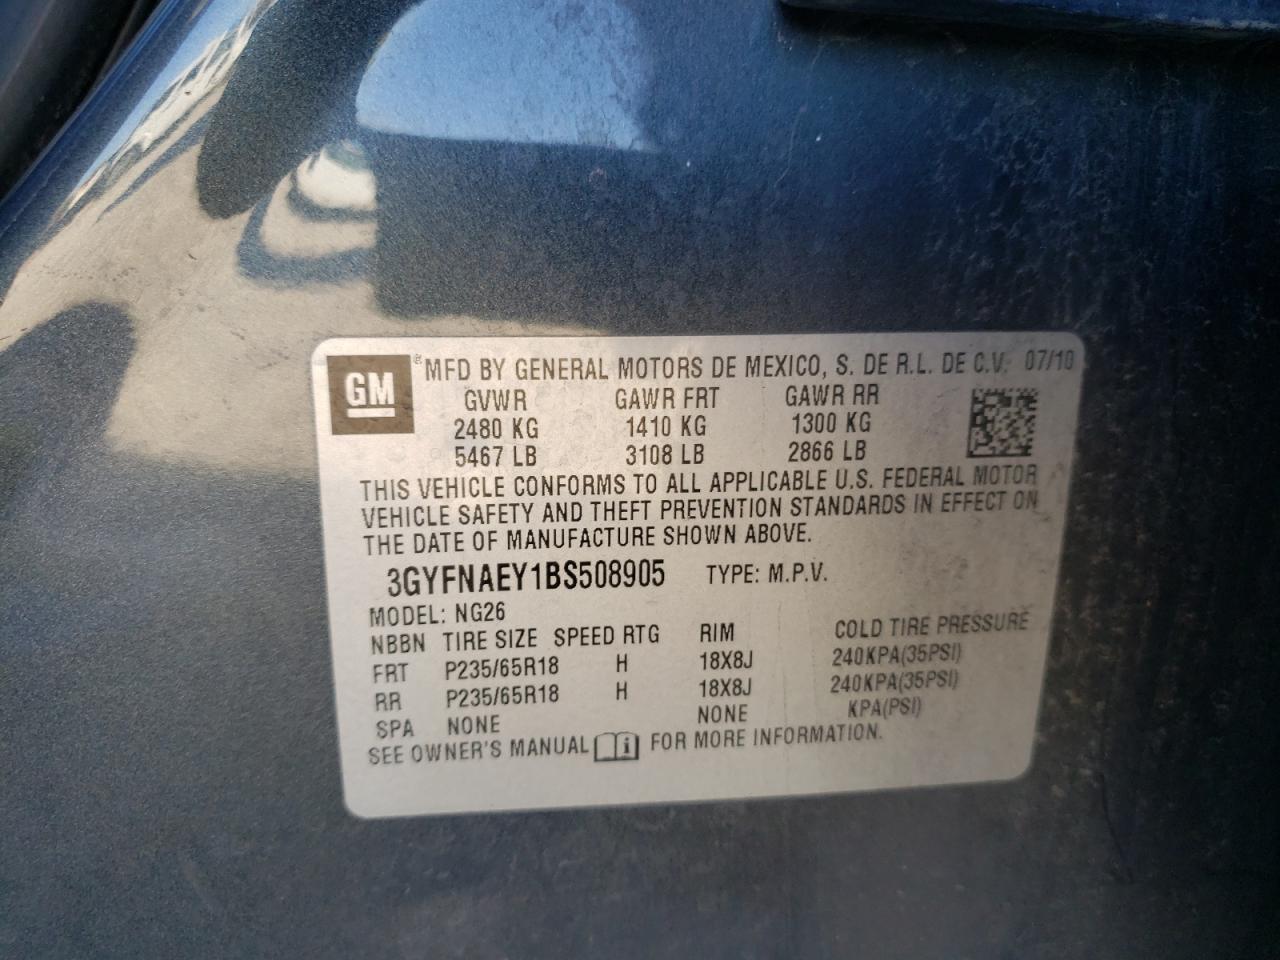 GM ® MFD BY GENERAL MOTORS DE MEXICO, S. DE R.L. DE C.V. 07/10
GVWR GAWR FRT GAWR RR
2480 KG 1410 KG 1300 KG
5467 LB 3108 LB 2866 LB
THIS VEHICLE CONFORMS TO ALL APPLICABLE U.S. FEDERAL MOTOR
VEHICLE SAFETY AND THEFT PREVENTION STANDARDS IN EFFECT ON
THE DATE OF MANUFACTURE SHOWN ABOVE.
3GYFNAEY1BS508905 TYPE: M.P.V.
MODEL: NG26
NBBN TIRE SIZE SPEED RTG RIM COLD TIRE PRESSURE
FRT P235/65R18 H 18X8J 240KPA(35PSI)
RR P235/65R18 H 18X8J 240KPA(35PSI)
SPA NONE NONE KPA(PSI)
SEE OWNER'S MANUAL i FOR MORE INFORMATION.